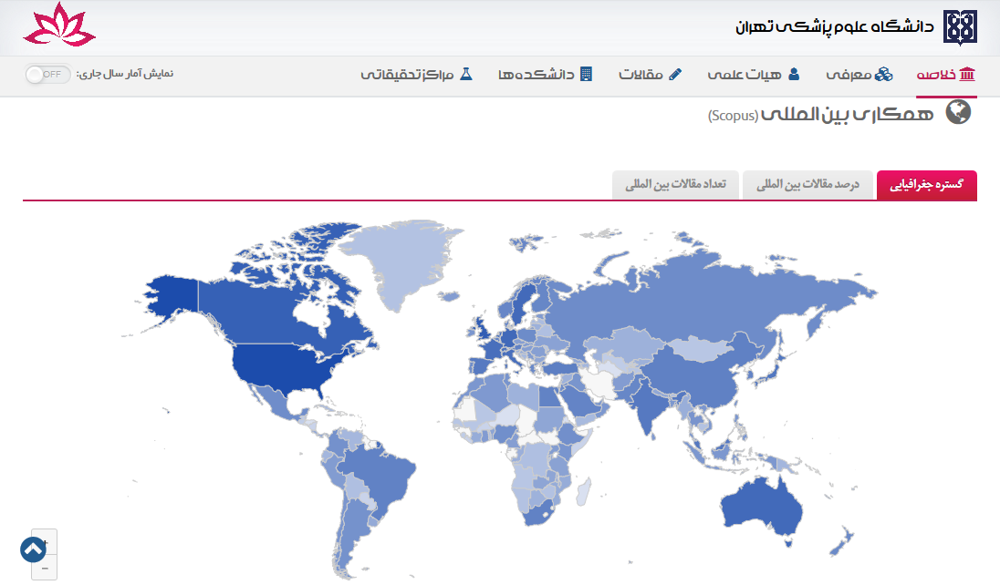 دانشگاه علوم پزشکی تهران
خلاصه معرفی هیات علمی مقالات دانشکده ها مراکز تحقیقاتی نمایش آمار سال جاری: OFF
همکاری بین المللی (Scopus)
گستره جغرافیایی درصد مقالات بین المللی تعداد مقالات بین المللی
+
−